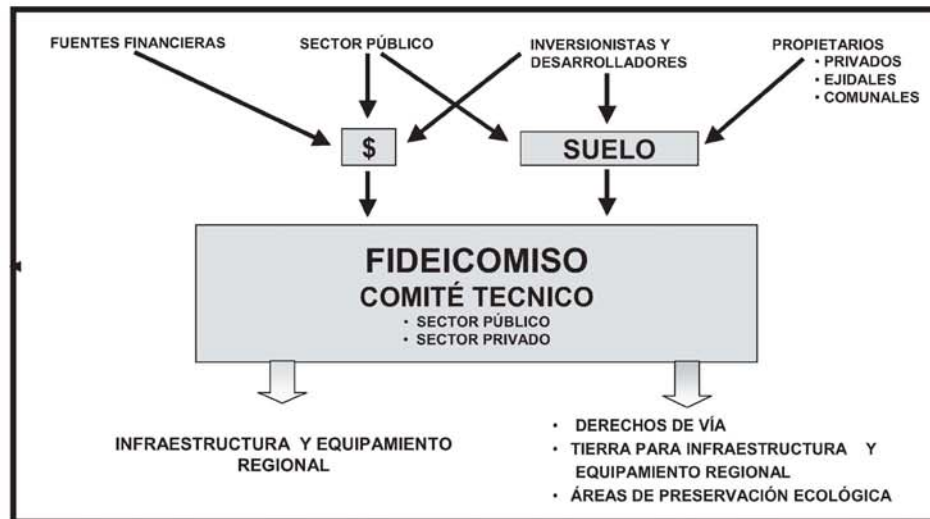 FUENTES FINANCIERAS
SECTOR PÚBLICO
INVERSIONISTAS Y
DESARROLLADORES
PROPIETARIOS
• PRIVADOS
• EJIDALES
• COMUNALES
$
SUELO
FIDEICOMISO
COMITÉ TECNICO
• SECTOR PÚBLICO
• SECTOR PRIVADO
INFRAESTRUCTURA Y EQUIPAMIENTO
REGIONAL
• DERECHOS DE VÍA
• TIERRA PARA INFRAESTRUCTURA Y
EQUIPAMIENTO REGIONAL
• ÁREAS DE PRESERVACIÓN ECOLÓGICA